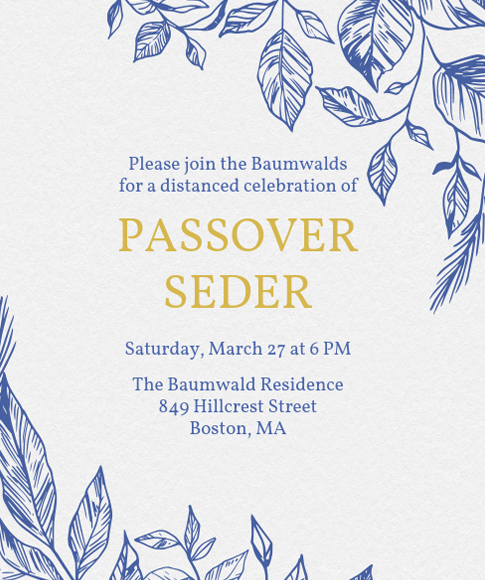 Please join the Baumwalds
for a distanced celebration of
PASSOVER
SEDER
Saturday, March 27 at 6 PM
The Baumwald Residence
849 Hillcrest Street
Boston, MA